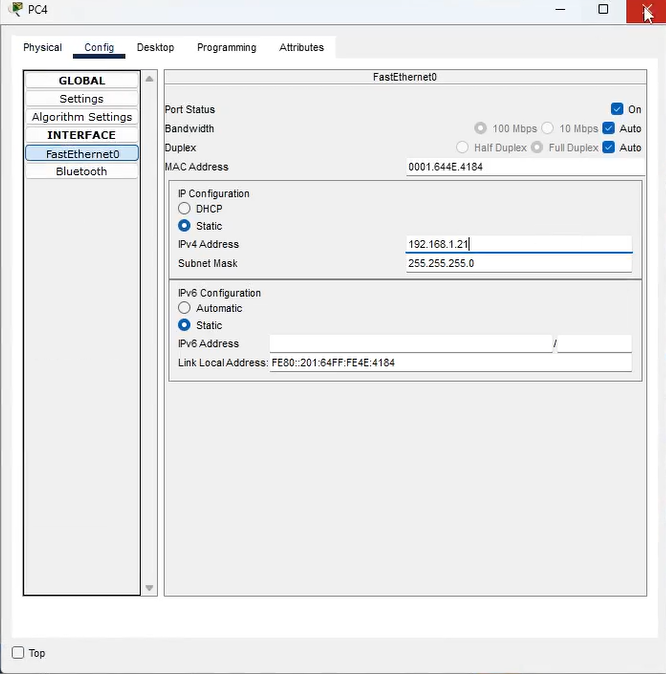 PC4
Physical Config Desktop Programming Attributes
GLOBAL
Settings
Algorithm Settings
INTERFACE
FastEthernet0
Bluetooth
FastEthernet0
Port Status On
Bandwidth 100 Mbps 10 Mbps Auto
Duplex Half Duplex Full Duplex Auto
MAC Address 0001.644E.4184
IP Configuration
DHCP
Static
IPv4 Address 192.168.1.21
Subnet Mask 255.255.255.0
IPv6 Configuration
Automatic
Static
IPv6 Address /
Link Local Address: FE80::201:64FF:FE4E:4184
Top